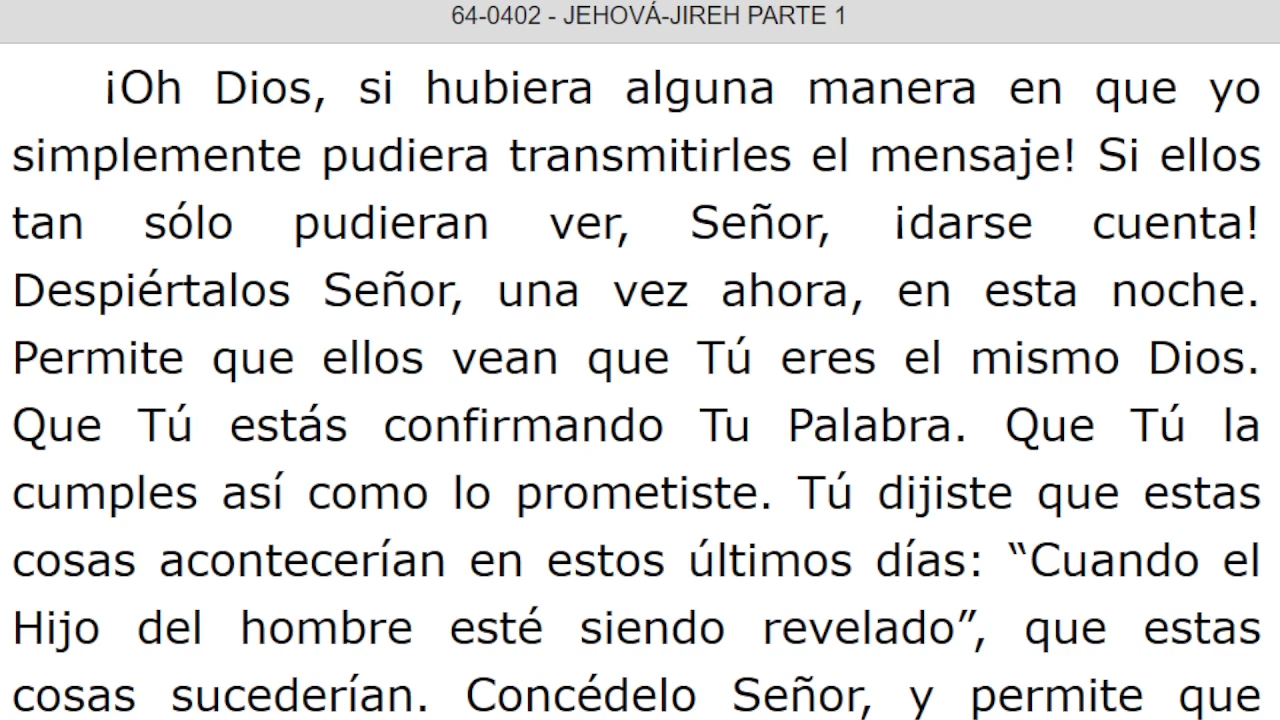 64-0402 - JEHOVÁ-JIREH PARTE 1
¡Oh Dios, si hubiera alguna manera en que yo
simplemente pudiera transmitirles el mensaje! Si ellos
tan sólo pudieran ver, Señor, ¡darse cuenta!
Despiértalos Señor, una vez ahora, en esta noche.
Permite que ellos vean que Tú eres el mismo Dios.
Que Tú estás confirmando Tu Palabra. Que Tú la
cumples así como lo prometiste. Tú dijiste que estas
cosas acontecerían en estos últimos días: “Cuando el
Hijo del hombre esté siendo revelado”, que estas
cosas sucederían. Concédelo Señor, y permite que